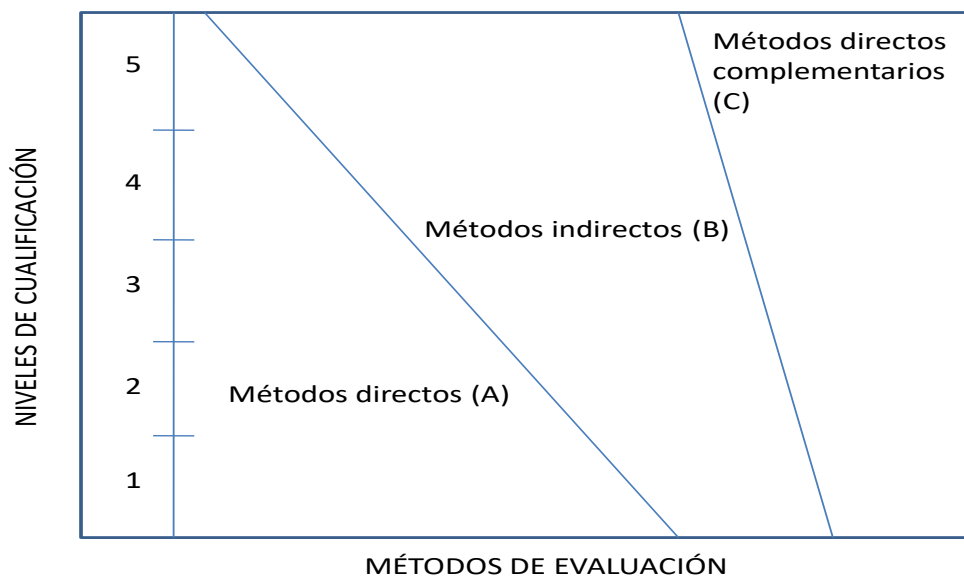 Métodos directos
complementarios
(C)
5
4
Métodos indirectos (B)
3
2
Métodos directos (A)
1
NIVELES DE CUALIFICACIÓN
MÉTODOS DE EVALUACIÓN